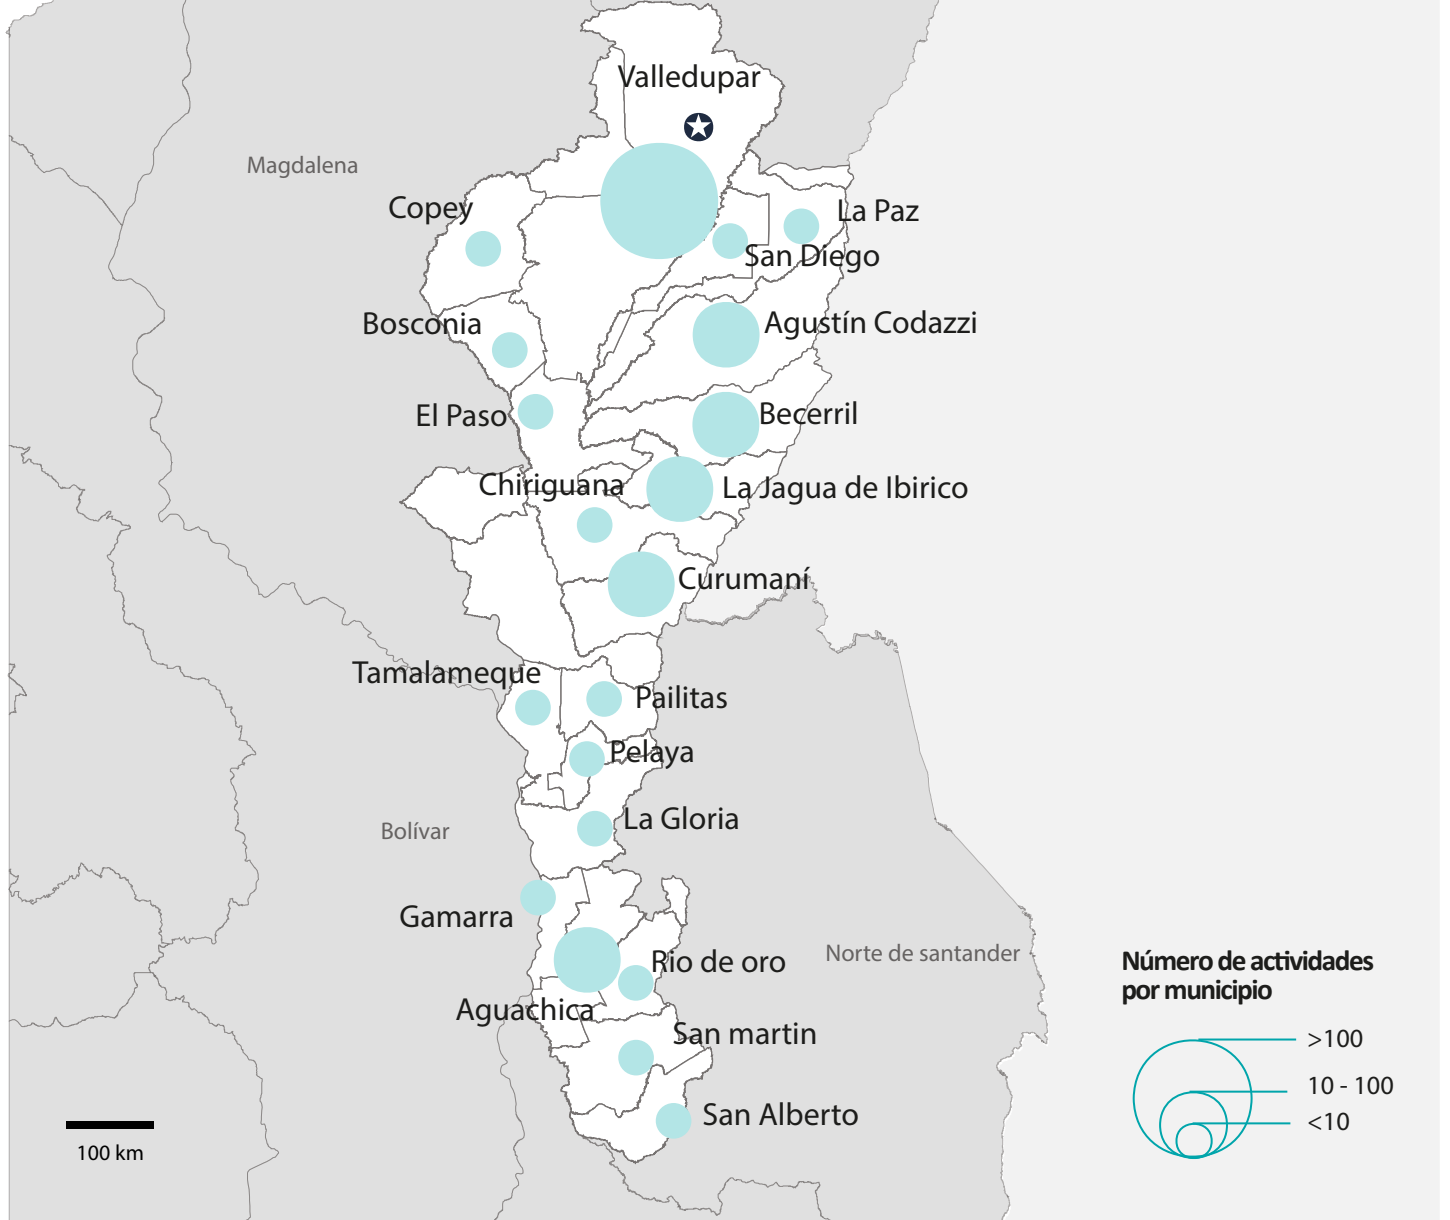 Valledupar
Magdalena
Copey
La Paz
San Diego
Bosconia
Agustín Codazzi
El Paso
Becerril
Chiriguana
La Jagua de Ibirico
Curumaní
Tamalameque
Pailitas
Pelaya
La Gloria
Bolívar
Gamarra
Rio de oro
Norte de santander
Aguachica
San martin
San Alberto
Número de actividades
por municipio
>100
10 - 100
<10
100 km